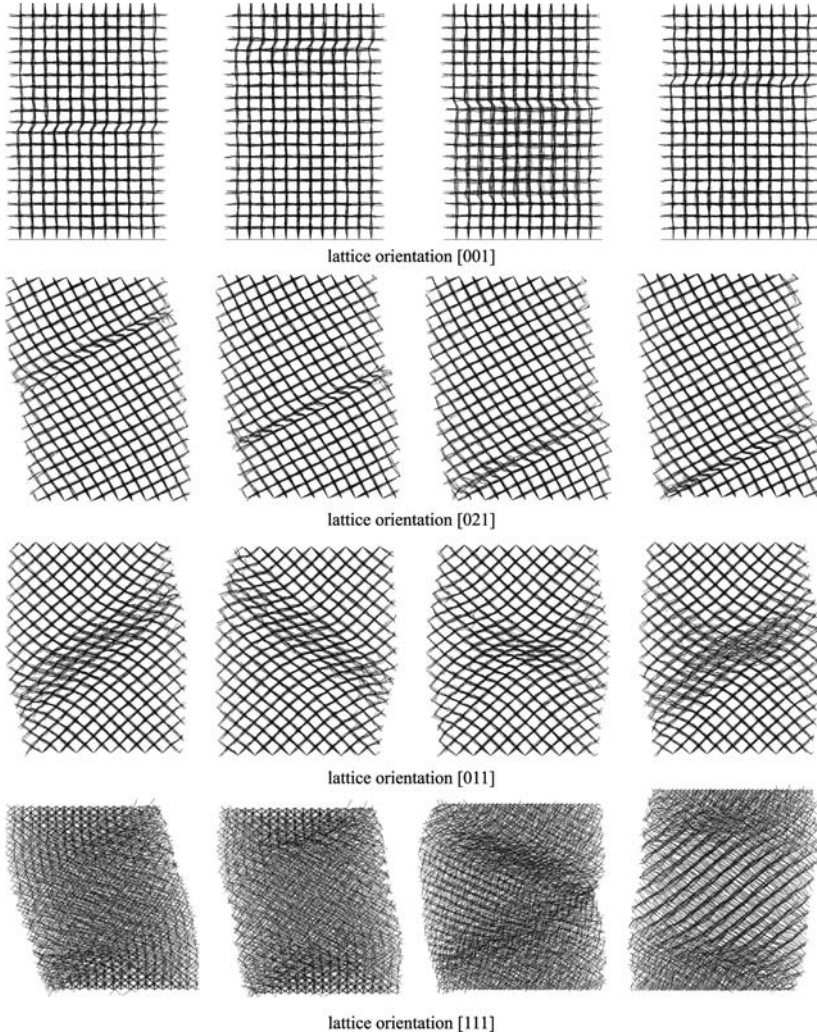 lattice orientation [001]
lattice orientation [021]
lattice orientation [011]
lattice orientation [111]